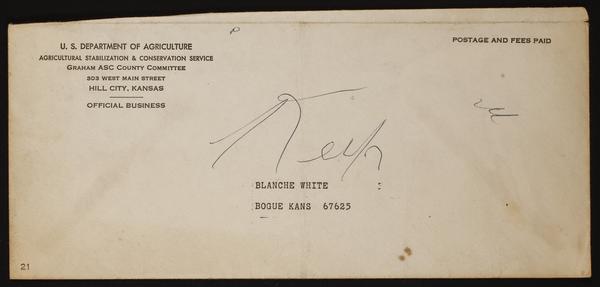 U. S. DEPARTMENT OF AGRICULTURE
AGRICULTURAL STABILIZATION & CONSERVATION SERVICE
GRAHAM ASC COUNTY COMMITTEE
303 WEST MAIN STREET
HILL CITY, KANSAS
OFFICIAL BUSINESS
POSTAGE AND FEES PAID
Keep
BLANCHE WHITE
BOGUE KANS 67625
21